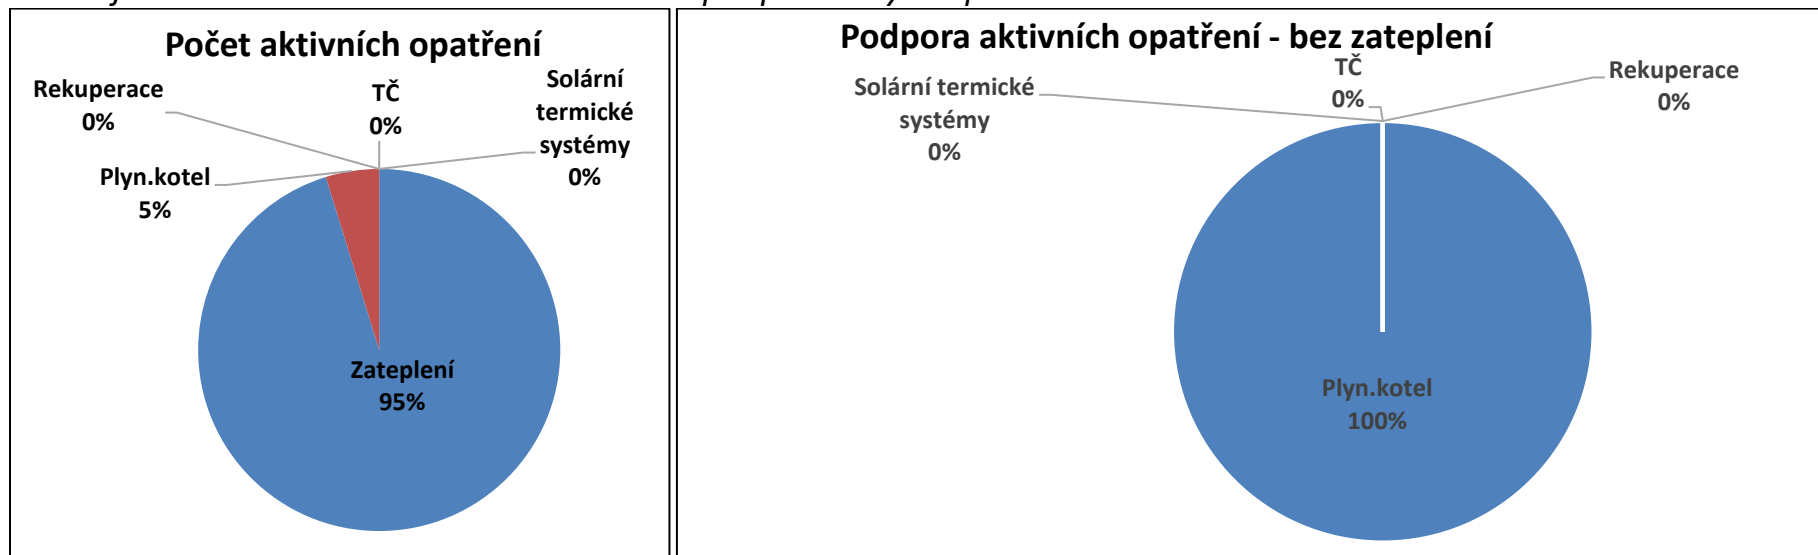 Počet aktivních opatření
Rekuperace
0%
TČ
0%
Solární
termické
systémy
0%
Plyn.kotel
5%
Zateplení
95%
Podpora aktivních opatření - bez zateplení
Solární termické
systémy
0%
TČ
0%
Rekuperace
0%
Plyn.kotel
100%